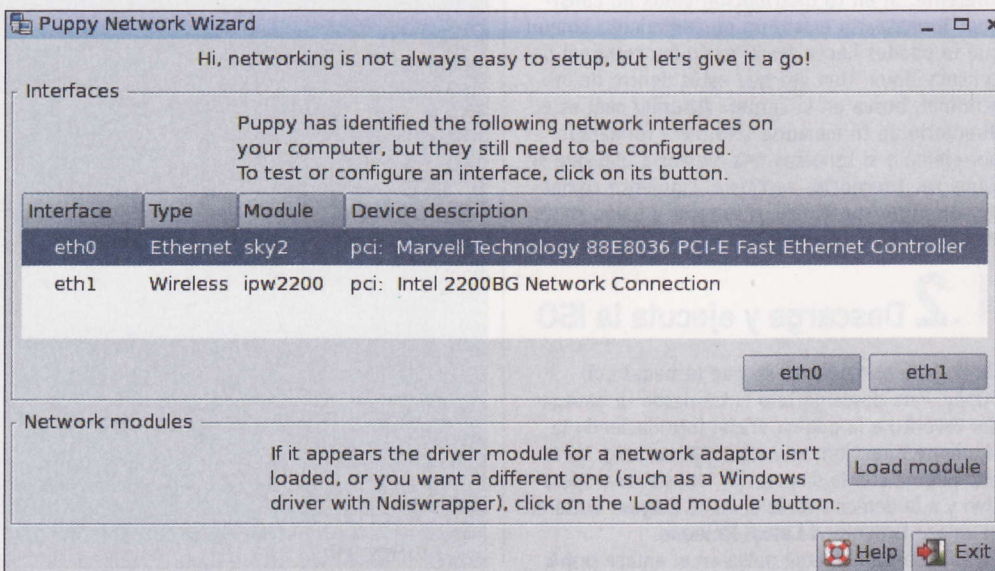 Puppy Network Wizard
Hi, networking is not always easy to setup, but let's give it a go!
Interfaces
Puppy has identified the following network interfaces on
your computer, but they still need to be configured.
To test or configure an interface, click on its button.
Interface Type Module Device description
eth0 Ethernet sky2 pci: Marvell Technology 88E8036 PCI-E Fast Ethernet Controller
eth1 Wireless ipw2200 pci: Intel 2200BG Network Connection
eth0 eth1
Network modules
If it appears the driver module for a network adaptor isn't
loaded, or you want a different one (such as a Windows
driver with Ndiswrapper), click on the 'Load module' button.
Load module
Help Exit
2 Descarga y ejecuta la ISO